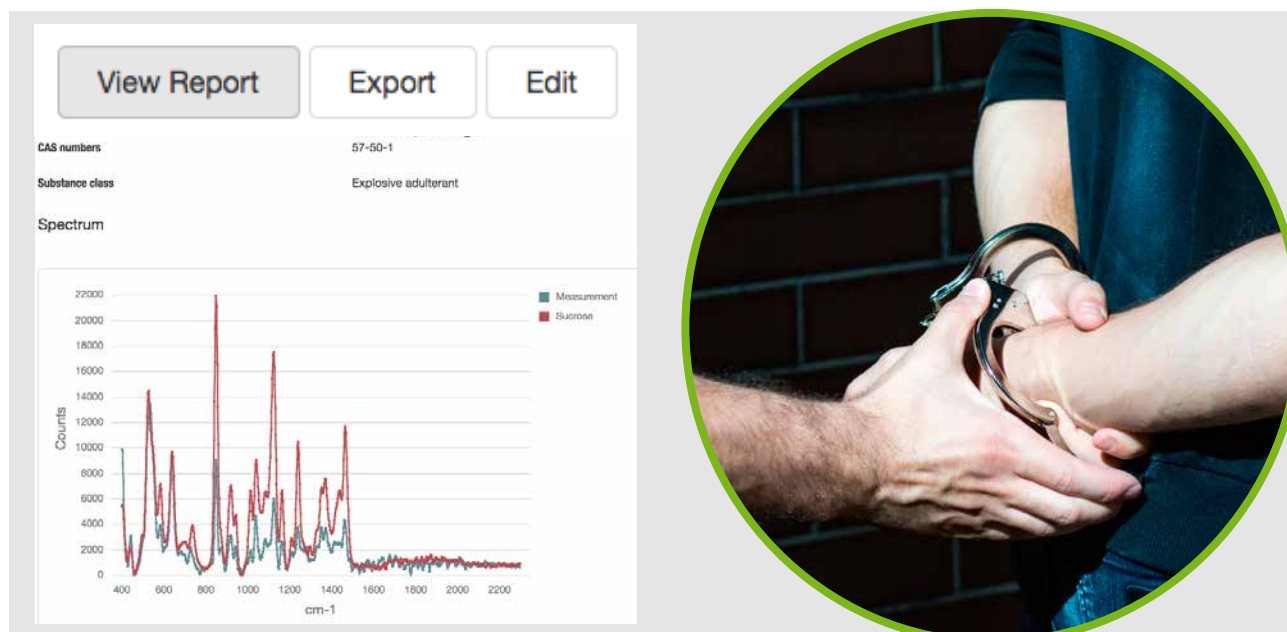 View Report Export Edit
CAS numbers 57-50-1
Substance class Explosive adulterant
Spectrum
22000
20000
18000
16000
14000
12000
10000
8000
6000
4000
2000
0
Counts
400 600 800 1000 1200 1400 1600 1800 2000 2200
cm-1
Measurement
Sucrose